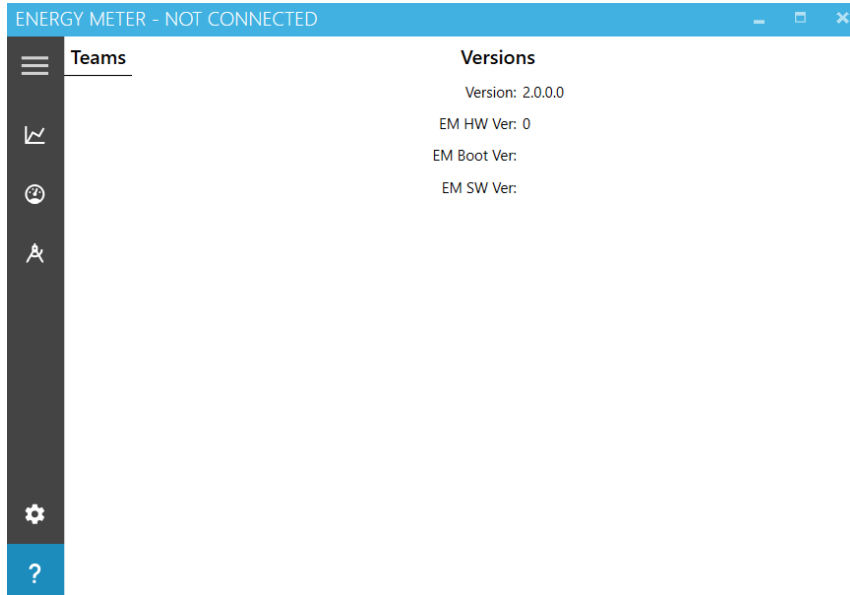 ENERGY METER - NOT CONNECTED
Teams
Versions
Version: 2.0.0.0
EM HW Ver: 0
EM Boot Ver:
EM SW Ver:
?